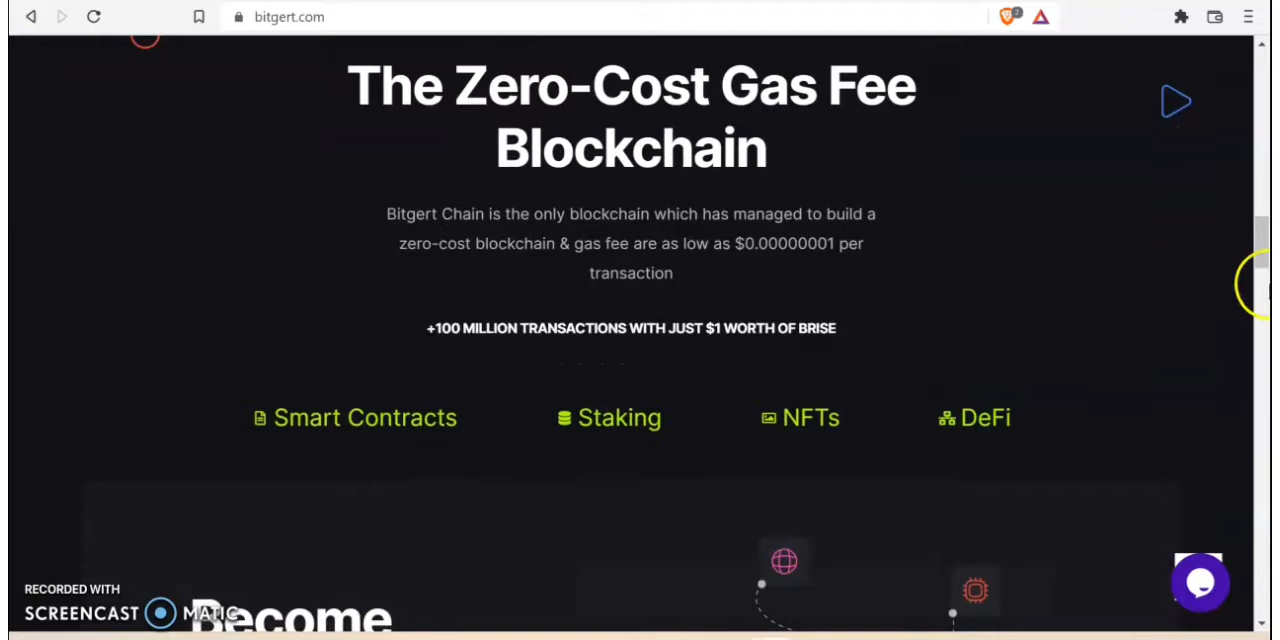 bitgert.com
2
The Zero-Cost Gas Fee
Blockchain
Bitgert Chain is the only blockchain which has managed to build a
zero-cost blockchain & gas fee are as low as $0.00000001 per
transaction
+100 MILLION TRANSACTIONS WITH JUST $1 WORTH OF BRISE
Smart Contracts
Staking
NFTs
DeFi
RECORDED WITH
SCREENCAST MATIC
Become